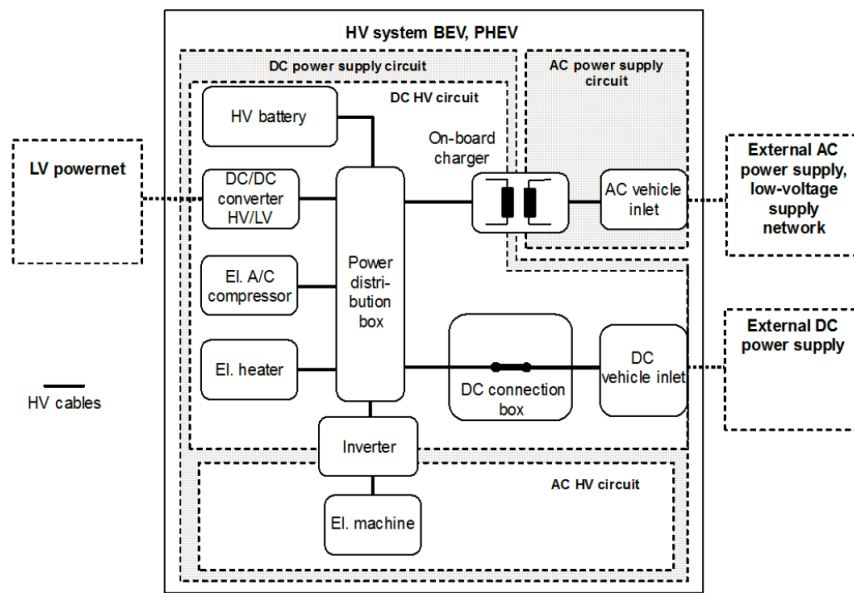 HV system BEV, PHEV
DC power supply circuit
AC power supply
circuit
DC HV circuit
HV battery
On-board
charger
LV powernet
DC/DC
converter
HV/LV
AC vehicle
inlet
External AC
power supply,
low-voltage
supply
network
El. A/C
compressor
Power
distri-
bution
box
External DC
power supply
El. heater
DC
vehicle inlet
DC connection
box
HV cables
Inverter
AC HV circuit
El. machine